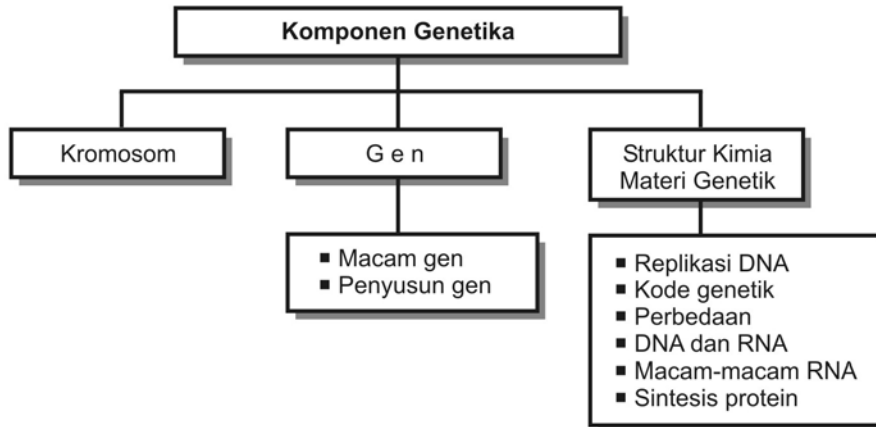 Komponen Genetika
Kromosom
G e n
Struktur Kimia
Materi Genetik
▪ Macam gen
▪ Penyusun gen
▪ Replikasi DNA
▪ Kode genetik
▪ Perbedaan
▪ DNA dan RNA
▪ Macam-macam RNA
▪ Sintesis protein